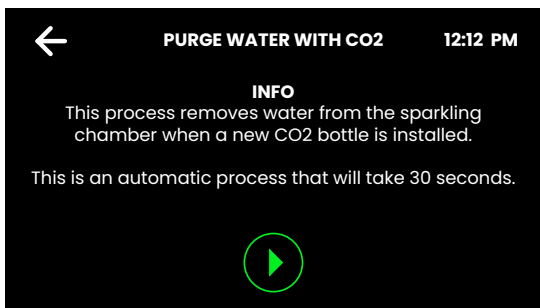 PURGE WATER WITH CO2 12:12 PM
INFO
This process removes water from the sparkling
chamber when a new CO2 bottle is installed.
This is an automatic process that will take 30 seconds.